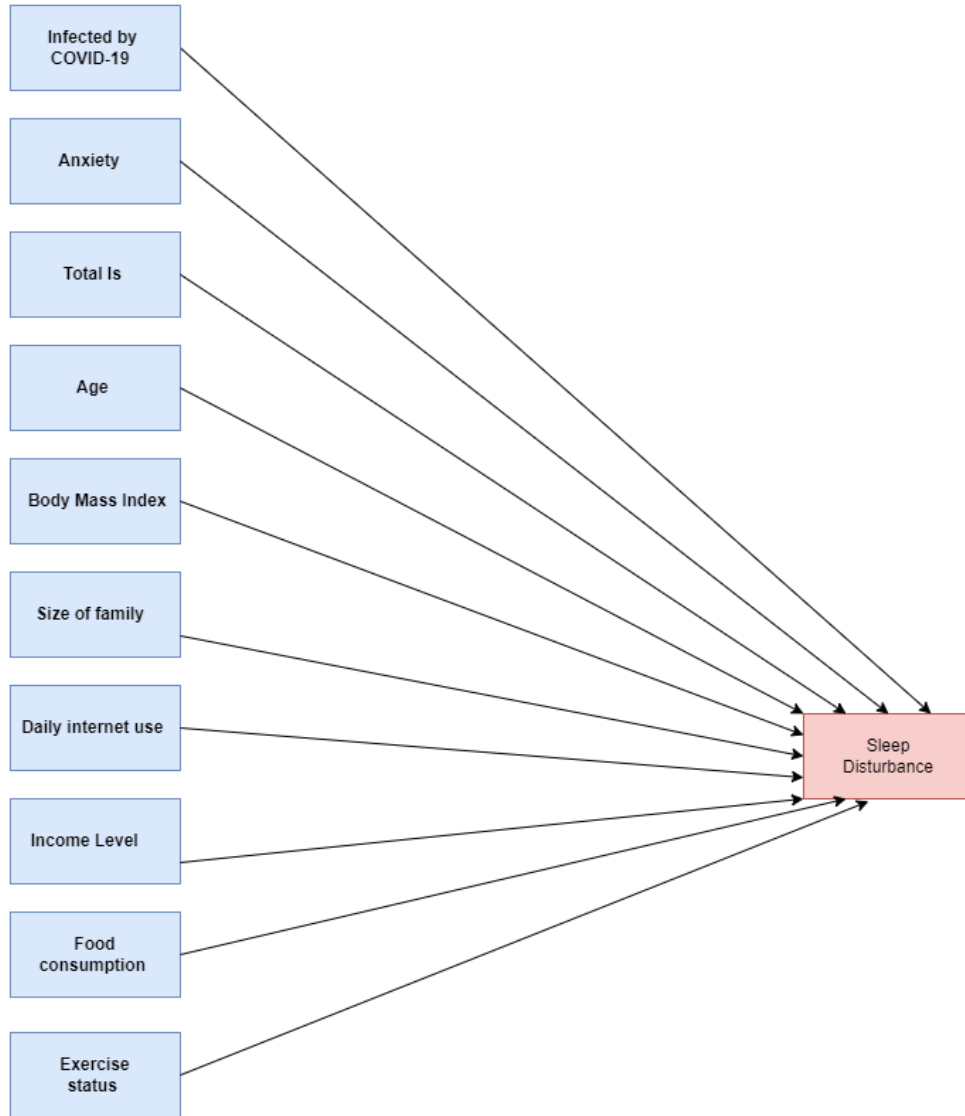 Infected by
COVID-19
Anxiety
Total Is
Age
Body Mass Index
Size of family
Daily internet use
Income Level
Food
consumption
Exercise
status
Sleep
Disturbance